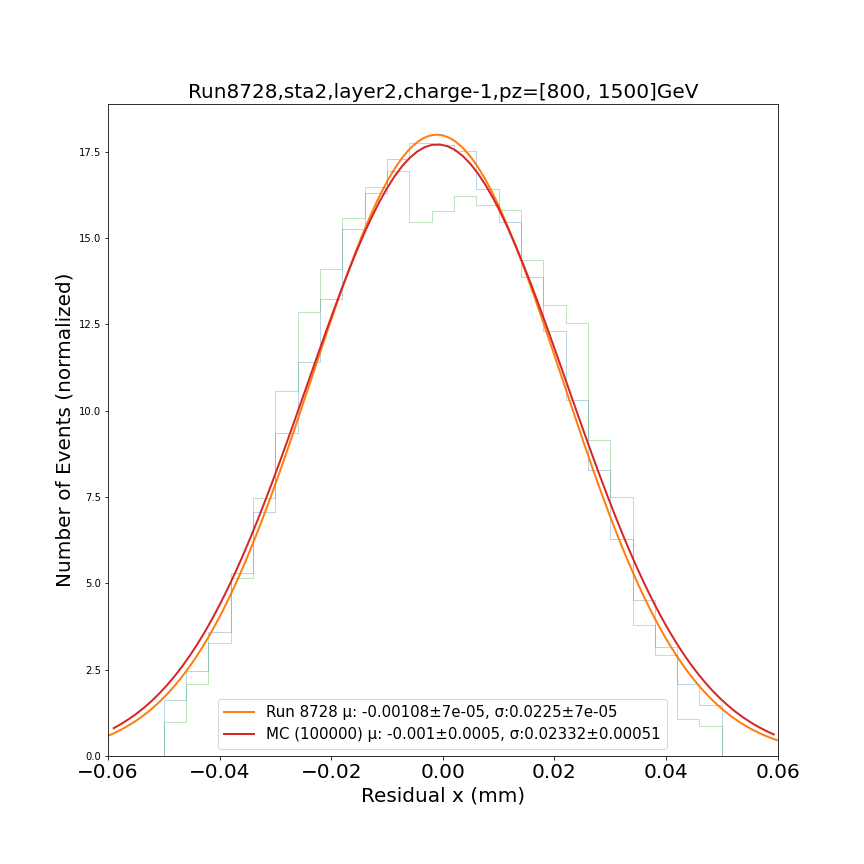 Run8728,sta2,layer2,charge-1,pz=[800, 1500]GeV
Number of Events (normalized)
17.5
15.0
12.5
10.0
7.5
5.0
2.5
0.0
Run 8728 μ: -0.00108±7e-05, σ:0.0225±7e-05
MC (100000) μ: -0.001±0.0005, σ:0.02332±0.00051
−0.06 −0.04 −0.02 0.00 0.02 0.04 0.06
Residual x (mm)